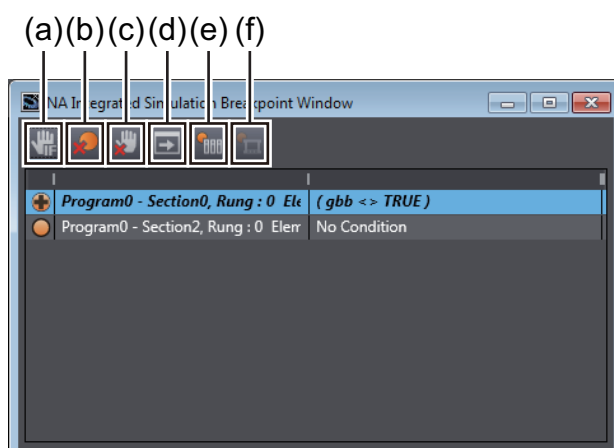 (a)(b)(c)(d)(e) (f)
NA Integrated Simulation Breakpoint Window
IF
Program0 - Section0, Rung : 0 Ele ( gbb <> TRUE )
Program0 - Section2, Rung : 0 Elem No Condition